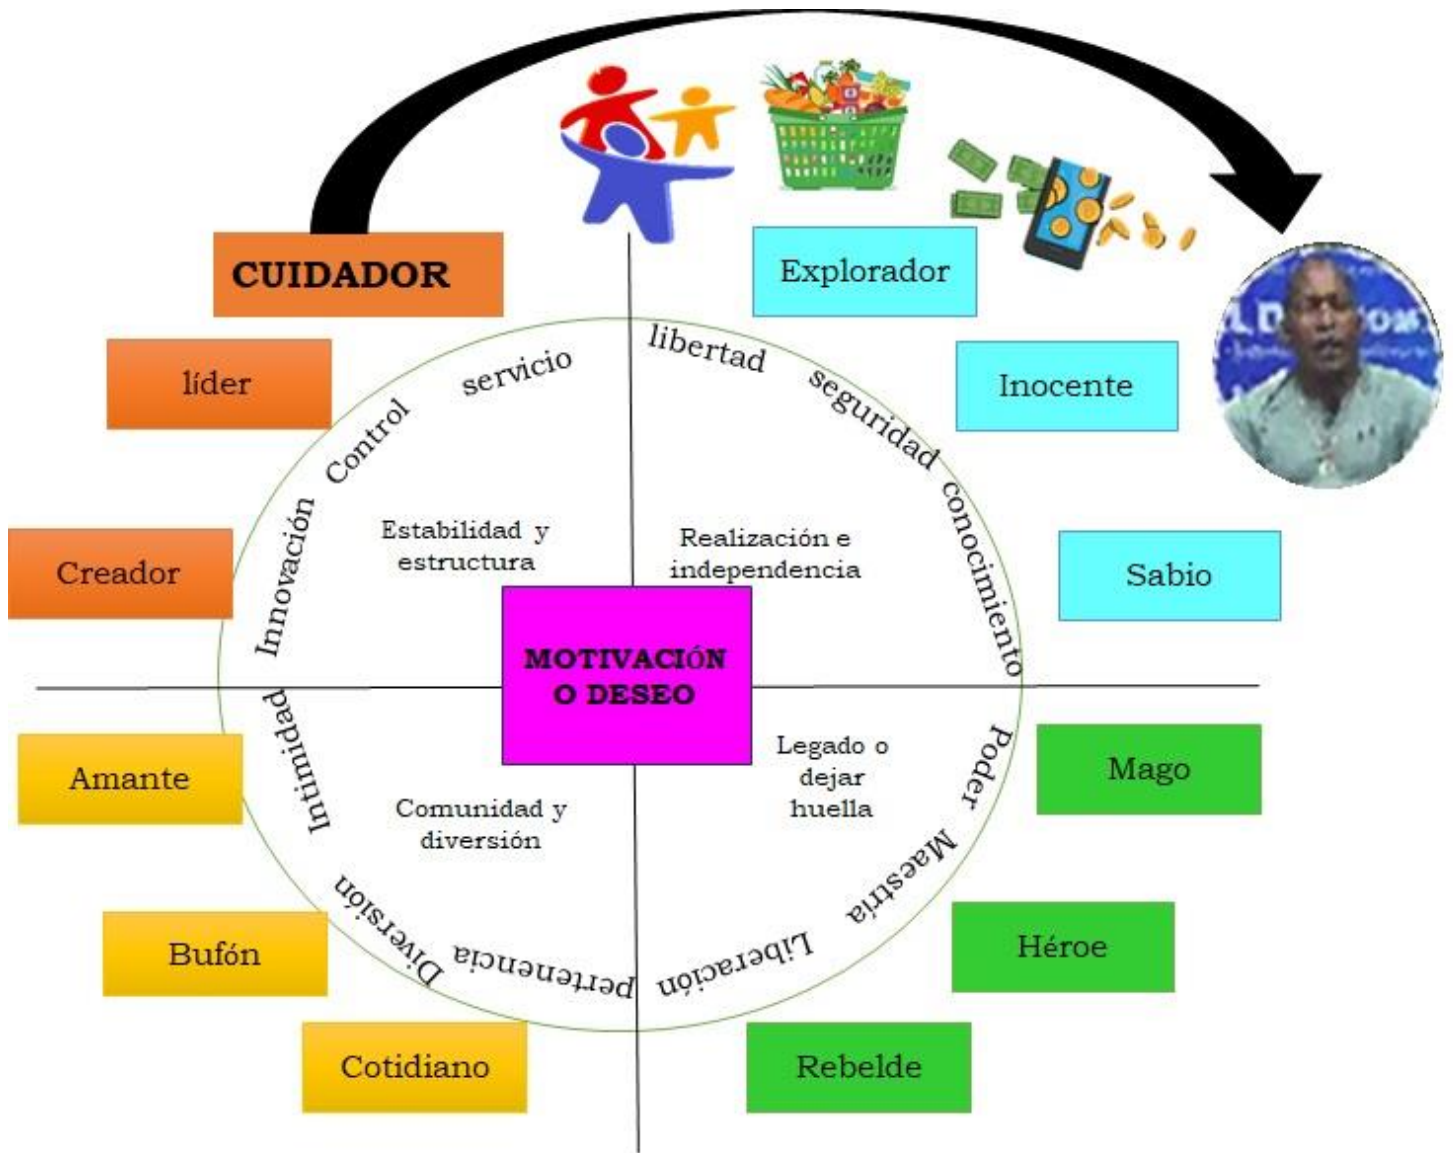 CUIDADOR
líder
Creador
Explorador
Inocente
Sabio
servicio
Control
Innovación
libertad
seguridad
conocimiento
Estabilidad y
estructura
Realización e
independencia
MOTIVACIÓN
O DESEO
Comunidad y
diversión
Legado o
dejar
huella
Intimidad
Diversión
pertenencia
Poder
Maestría
Liberación
Amante
Bufón
Cotidiano
Mago
Héroe
Rebelde